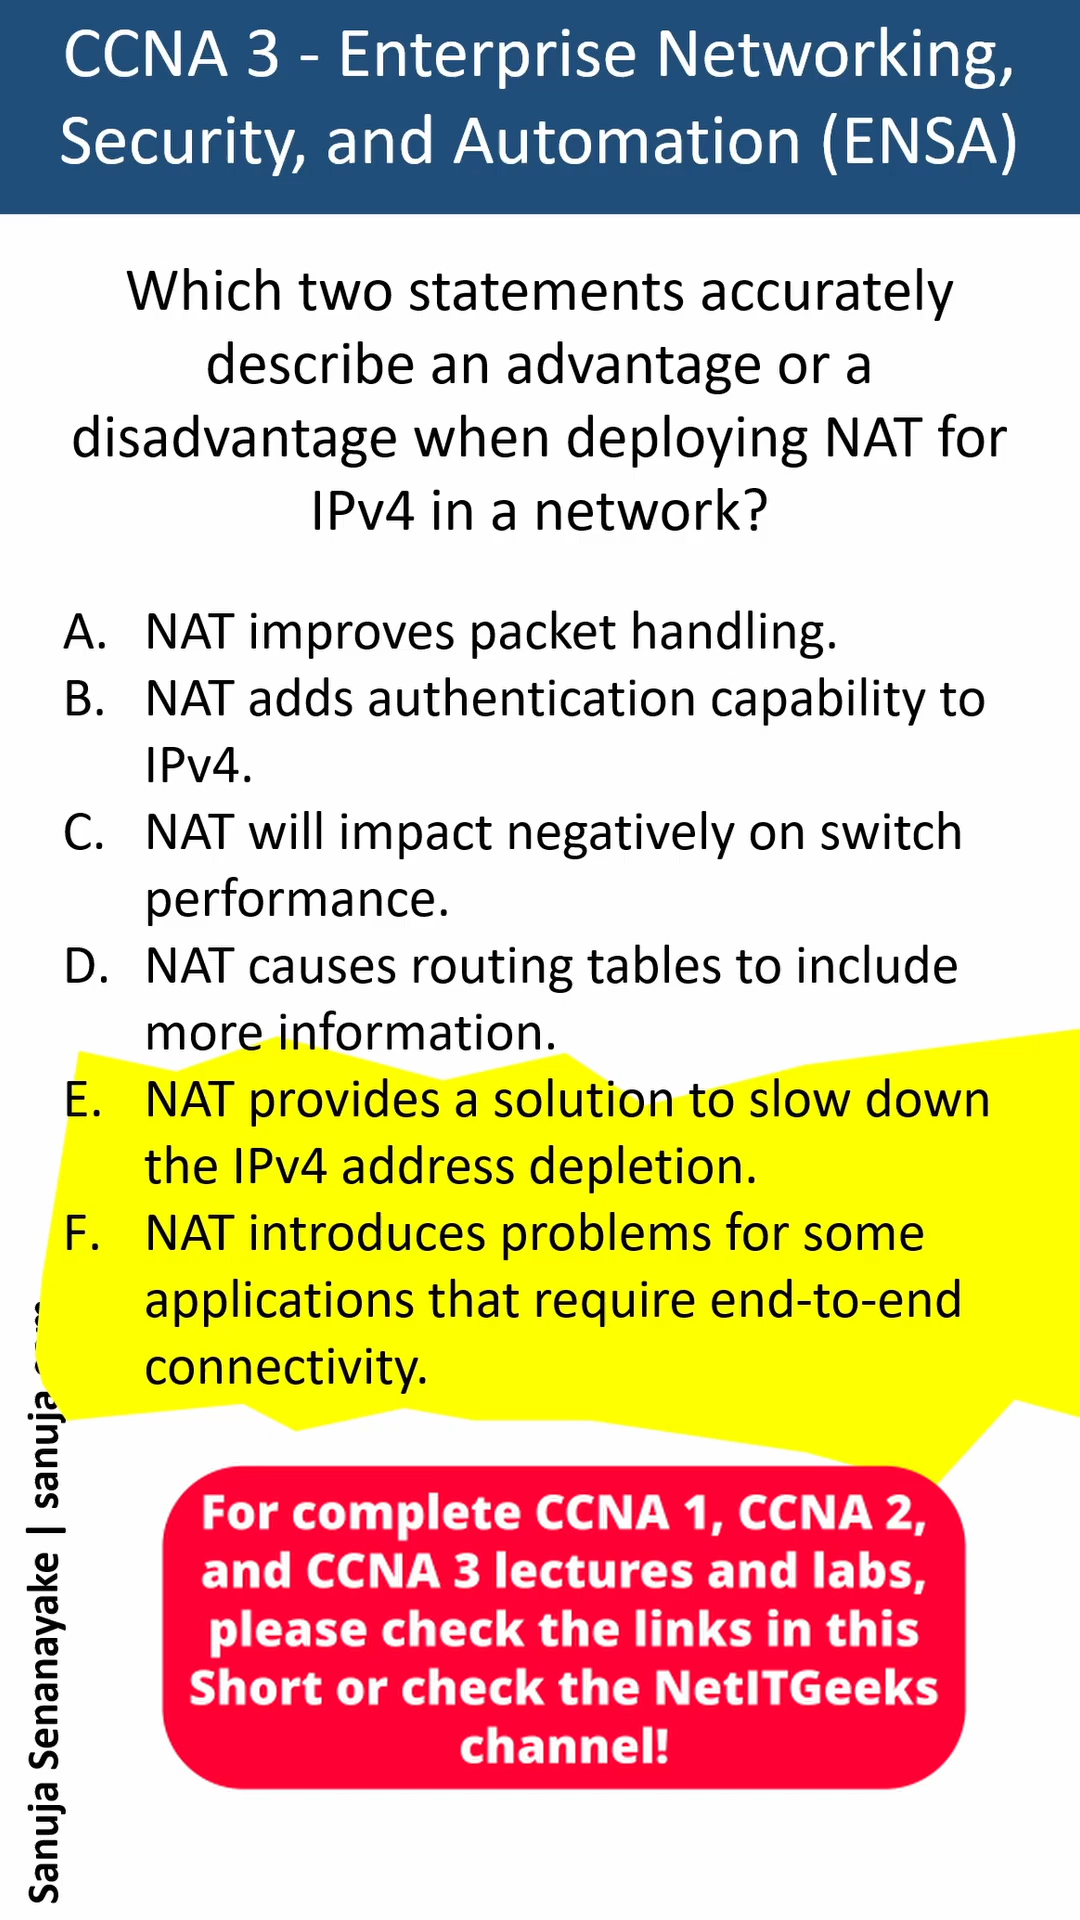 CCNA 3 - Enterprise Networking,
Security, and Automation (ENSA)
Which two statements accurately
describe an advantage or a
disadvantage when deploying NAT for
IPv4 in a network?
A. NAT improves packet handling.
B. NAT adds authentication capability to
IPv4.
C. NAT will impact negatively on switch
performance.
D. NAT causes routing tables to include
more information.
E. NAT provides a solution to slow down
the IPv4 address depletion.
F. NAT introduces problems for some
applications that require end-to-end
connectivity.
For complete CCNA 1, CCNA 2,
and CCNA 3 lectures and labs,
please check the links in this
Short or check the NetITGeeks
channel!
Sanuja Senanayake | sanuja